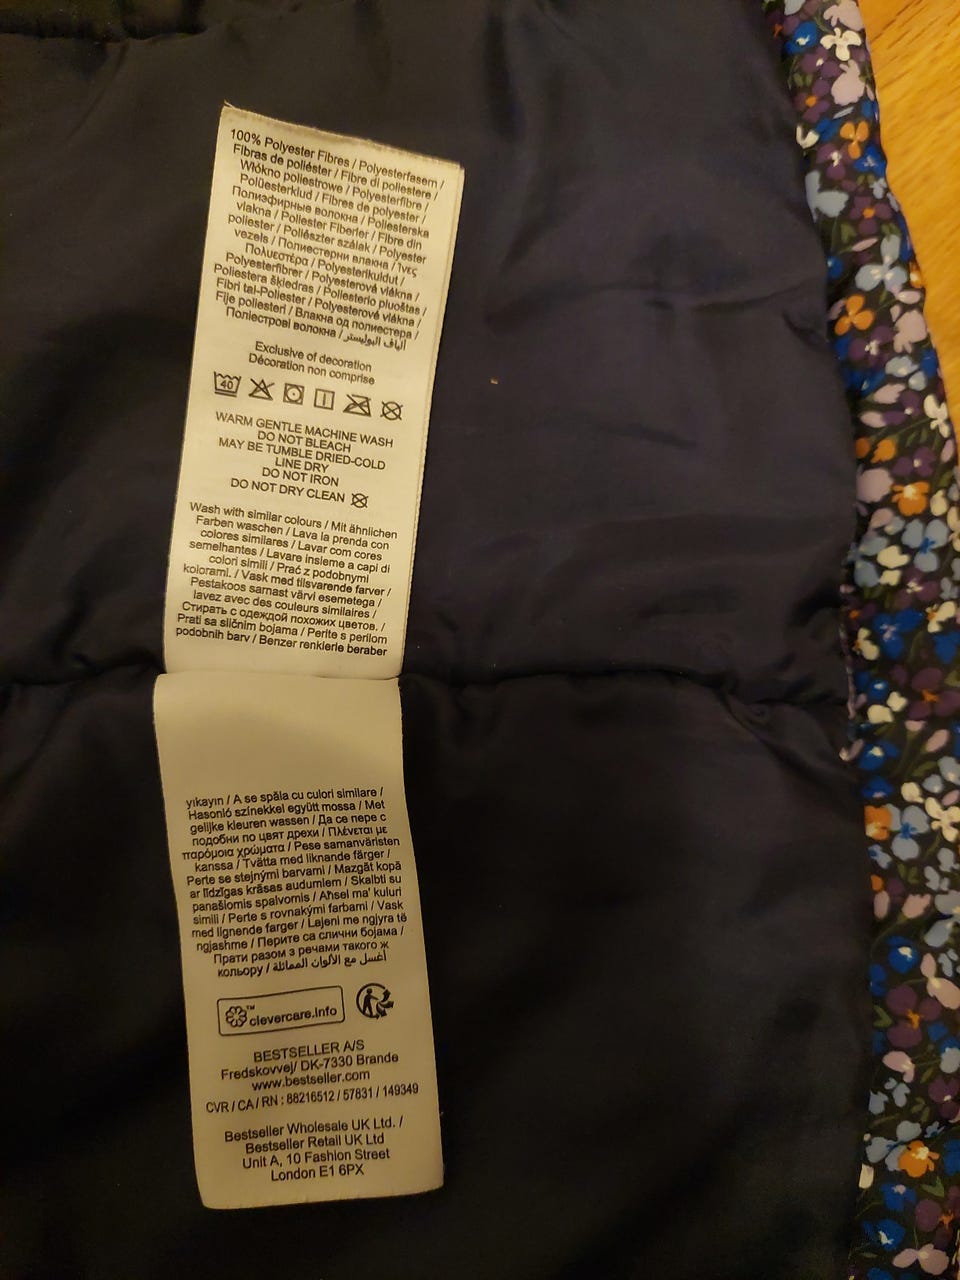 100% Polyester Fibres / Polyesterfasern /
Fibras de poliéster / Fibre di poliestere /
Włókno poliestrowe / Polyesterfibre /
Polüesterklud / Fibres de polyester /
Полиэфирные волокна / Poliesterska
vlakna / Poliester Fiberler / Fibre din
poliester / Poliészter szálak / Polyester
vezels / Полиестерни влакна / Ίνες
Πολυεστέρα / Polyesterikuldut /
Polyesterfibrer / Polyesterová vlákna /
Poliestera šķiedras / Poliesterio pluoštas /
Fibri tal-Poliester / Polyesterové vlákna /
Fije poliesteri / Влакна од полиестера /
Поліестрові волокна / ألياف البوليستر
Exclusive of decoration
Décoration non comprise
40
WARM GENTLE MACHINE WASH
DO NOT BLEACH
MAY BE TUMBLE DRIED-COLD
LINE DRY
DO NOT IRON
DO NOT DRY CLEAN
Wash with similar colours / Mit ähnlichen
Farben waschen / Lava la prenda con
colores similares / Lavar com cores
semelhantes / Lavare insieme a capi di
colori simili / Prać z podobnymi
kolorami. / Vask med tilsvarende farver /
Pestakoos sarnast värvi esemetega /
lavez avec des couleurs similaires /
Стирать с одеждой похожих цветов. /
Prati sa sličnim bojama / Perite s perilom
podobnih barv / Benzer renklerle beraber
yıkayın / A se spăla cu culori similare /
Hasonló színekkel együtt mossa / Met
gelijke kleuren wassen / Да се пере с
подобни по цвят дрехи / Πλένεται με
παρόμοια χρώματα / Pese samanväristen
kanssa / Tvätta med liknande färger /
Perte se stejnými barvami / Mazgāt kopā
ar līdzīgas krāsas audumiem / Skalbti su
panašiomis spalvomis / Aħsel ma' kuluri
simili / Perte s rovnakými farbami / Vask
med lignende farger / Lajeni me ngjyra të
ngjashme / Перите са слични бојама /
Прати разом з речами такого ж
кольору / أغسل مع الألوان المماثلة
™ clevercare.info
BESTSELLER A/S
Fredskovvej/ DK-7330 Brande
www.bestseller.com
CVR / CA / RN : 88216512 / 57831 / 149349
Bestseller Wholesale UK Ltd. /
Bestseller Retail UK Ltd
Unit A, 10 Fashion Street
London E1 6PX